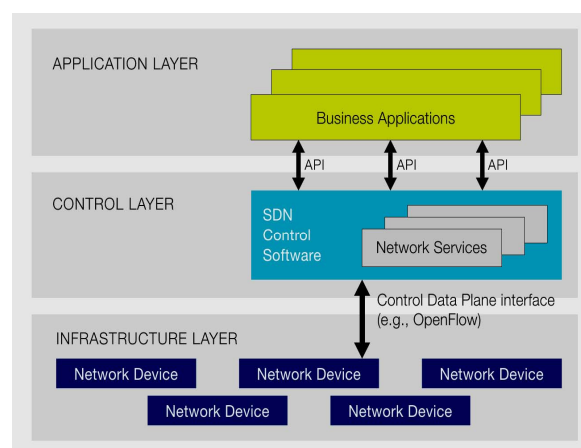 APPLICATION LAYER
Business Applications
API
API
API
CONTROL LAYER
SDN
Control
Software
Network Services
Control Data Plane interface
(e.g., OpenFlow)
INFRASTRUCTURE LAYER
Network Device
Network Device
Network Device
Network Device
Network Device